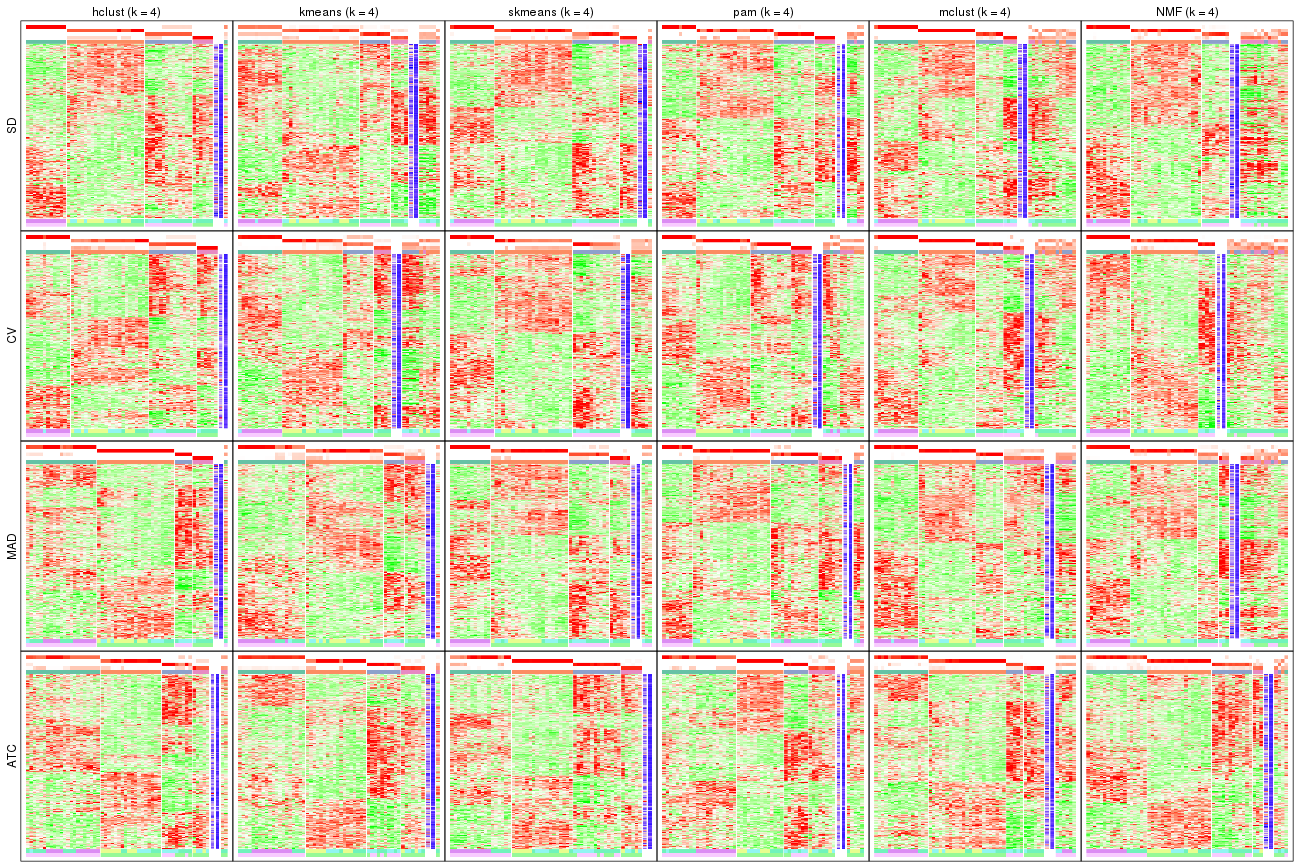 hclust (k = 4)
kmeans (k = 4)
skmeans (k = 4)
pam (k = 4)
mclust (k = 4)
NMF (k = 4)
SD
CV
MAD
ATC